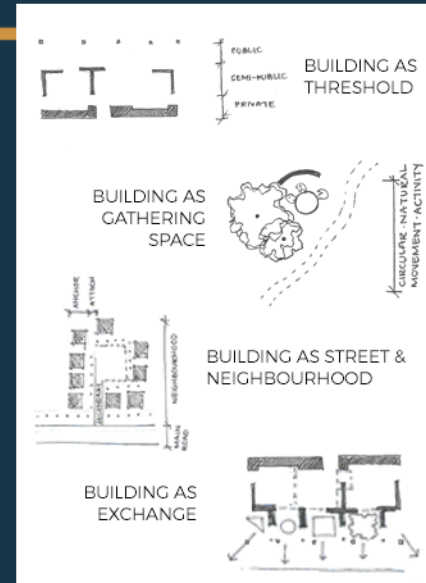 PUBLIC
SEMI-PUBLIC
PRIVATE
BUILDING AS
THRESHOLD
BUILDING AS
GATHERING
SPACE
CIRCULAR · NATURAL
MOVEMENT · ACTIVITY
ANCHOR
ATTACH
NEIGHBOURHOOD
MAIN
ROAD
BUILDING AS STREET &
NEIGHBOURHOOD
BUILDING AS
EXCHANGE